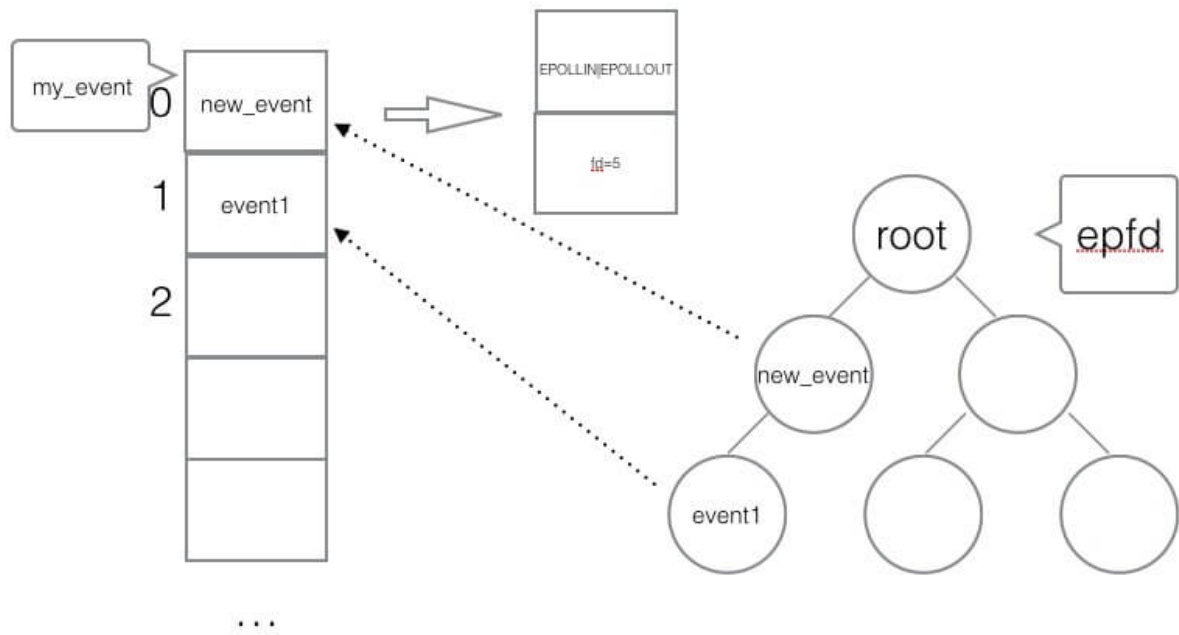 my_event
0
new_event
EPOLLIN|EPOLLOUT
1
event1
fd=5
2
root
epfd
new_event
event1
...